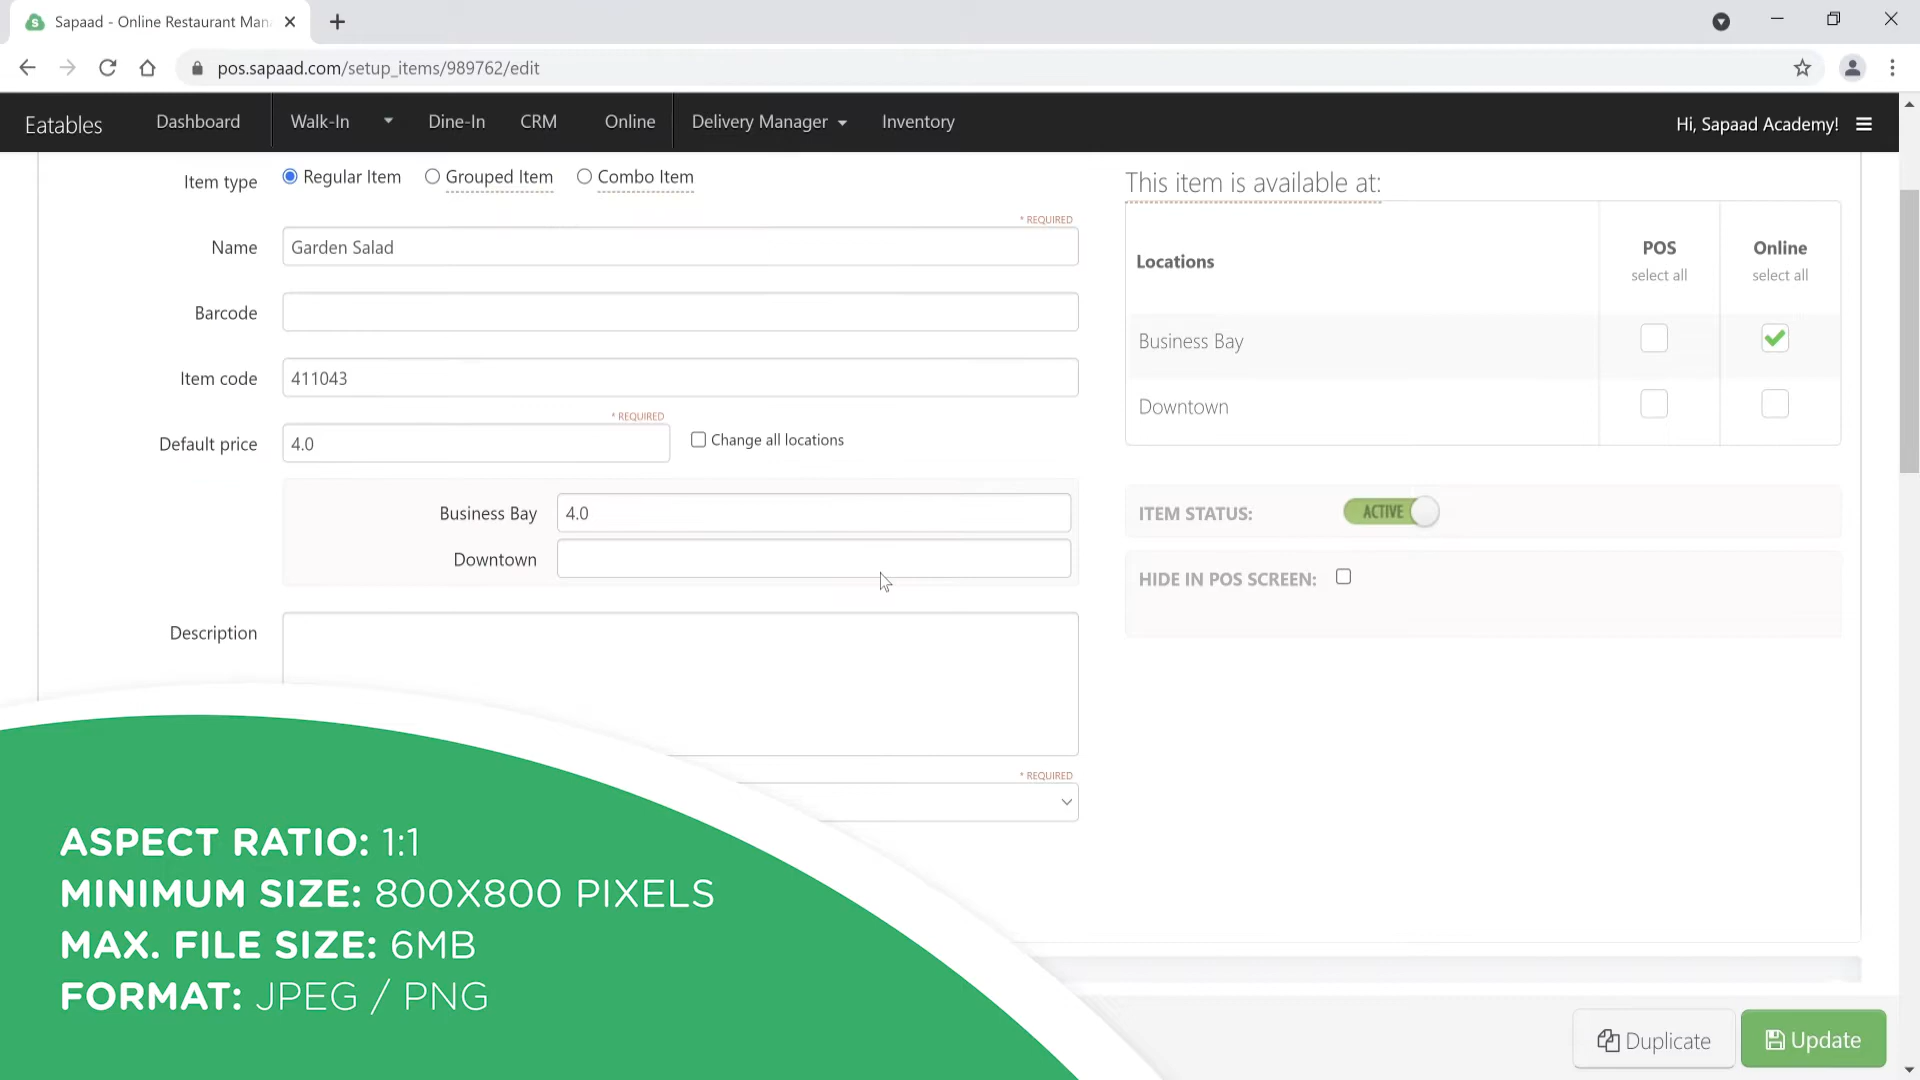 Sapaad - Online Restaurant Man
pos.sapaad.com/setup_items/989762/edit
Eatables
Dashboard
Walk-In
Dine-In
CRM
Online
Delivery Manager
Inventory
Hi, Sapaad Academy!
Item type
Regular Item
Grouped Item
Combo Item
* REQUIRED
Name
Garden Salad
Barcode
Item code
411043
* REQUIRED
Default price
4.0
Change all locations
Business Bay
4.0
Downtown
Description
* REQUIRED
This item is available at:
Locations
POS
select all
Online
select all
Business Bay
Downtown
ITEM STATUS:
ACTIVE
HIDE IN POS SCREEN:
ASPECT RATIO: 1:1
MINIMUM SIZE: 800X800 PIXELS
MAX. FILE SIZE: 6MB
FORMAT: JPEG / PNG
Duplicate
Update